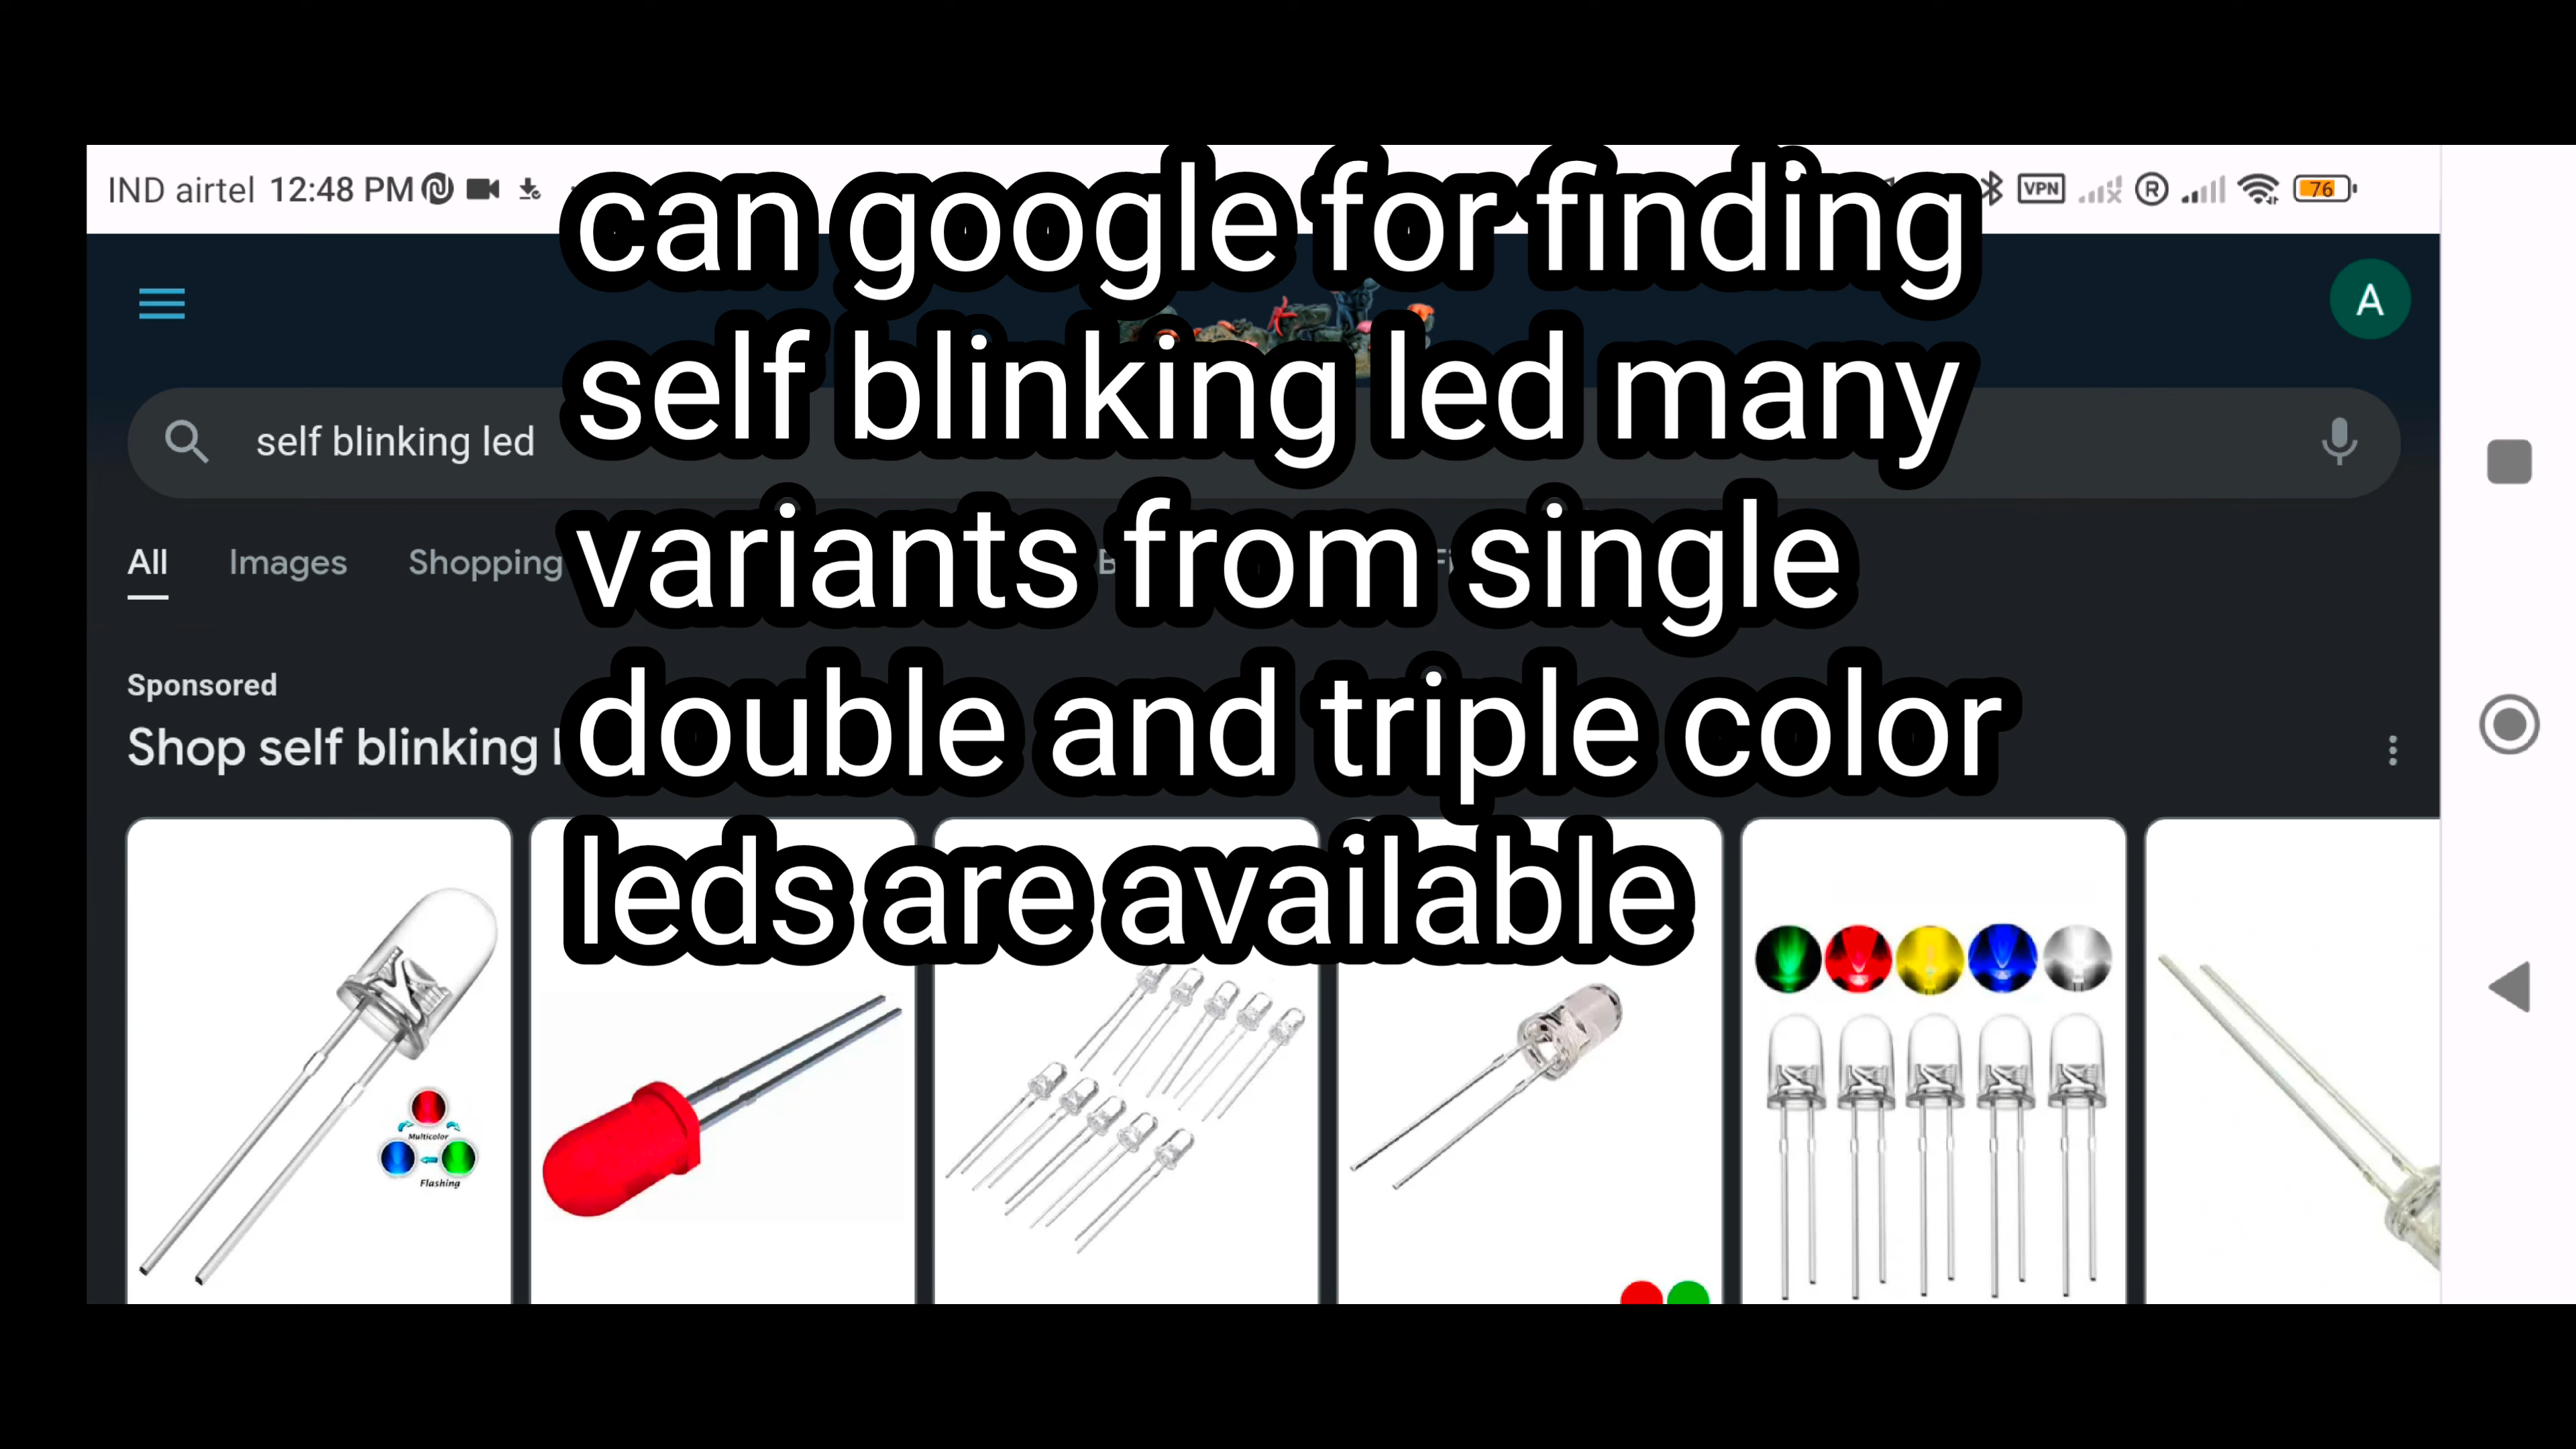 IND airtel 12:48 PM
VPN R 76
can google for finding
self blinking led many
variants from single
double and triple color
leds are available
A
self blinking led
All Images Shopping
Sponsored
Shop self blinking
Multicolor
Flashing